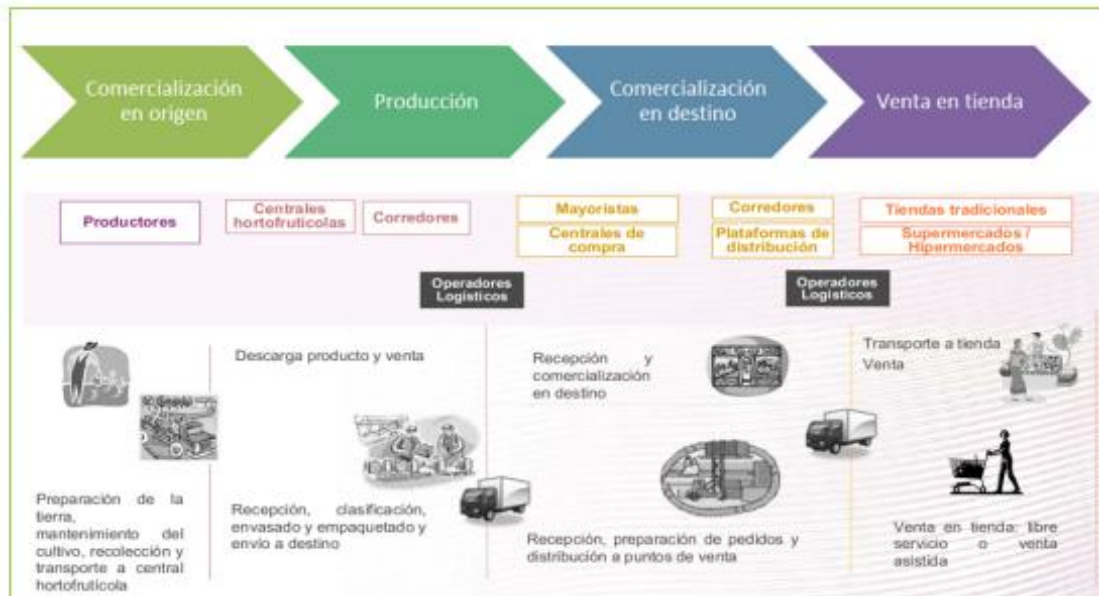 Comercialización
en origen
Producción
Comercialización
en destino
Venta en tienda
Productores
Centrales
hortofrutícolas
Corredores
Mayoristas
Centrales de
compra
Corredores
Plataformas de
distribución
Tiendas tradicionales
Supermercados /
Hipermercados
Operadores
Logísticos
Operadores
Logísticos
Descarga producto y venta
Recepción y
comercialización
en destino
Transporte a tienda
Venta
Preparación de la
tierra,
mantenimiento del
cultivo, recolección y
transporte a central
hortofrutícola
Recepción, clasificación,
envasado y empaquetado y
envío a destino
Recepción, preparación de pedidos y
distribución a puntos de venta
Venta en tienda: libre
servicio o venta
asistida